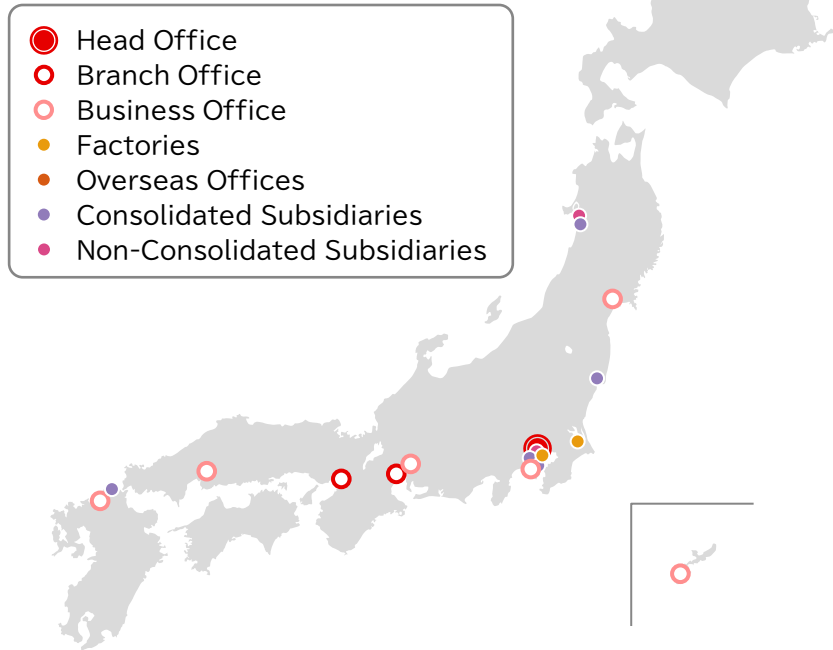 Head Office
Branch Office
Business Office
Factories
Overseas Offices
Consolidated Subsidiaries
Non-Consolidated Subsidiaries